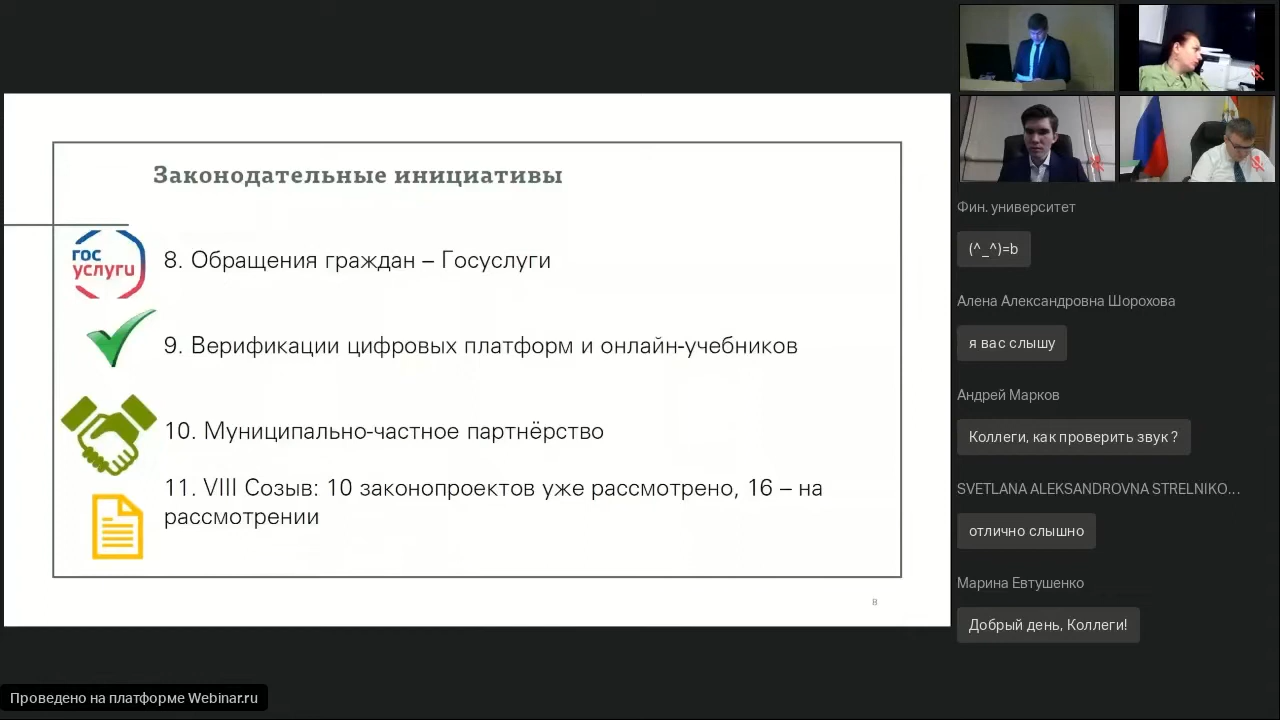 Законодательные инициативы
гос
услуги
8. Обращения граждан – Госуслуги
9. Верификации цифровых платформ и онлайн-учебников
10. Муниципально-частное партнёрство
11. VIII Созыв: 10 законопроектов уже рассмотрено, 16 – на
рассмотрении
8
Фин. университет
(^_^)=b
Алена Александровна Шорохова
я вас слышу
Андрей Марков
Коллеги, как проверить звук ?
SVETLANA ALEKSANDROVNA STRELNIKO...
отлично слышно
Марина Евтушенко
Добрый день, Коллеги!
Проведено на платформе Webinar.ru